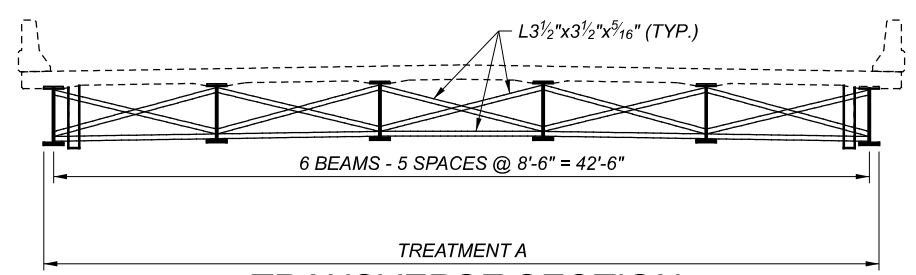 L3½"x3½"x5⁄16" (TYP.)
6 BEAMS - 5 SPACES @ 8'-6" = 42'-6"
TREATMENT A